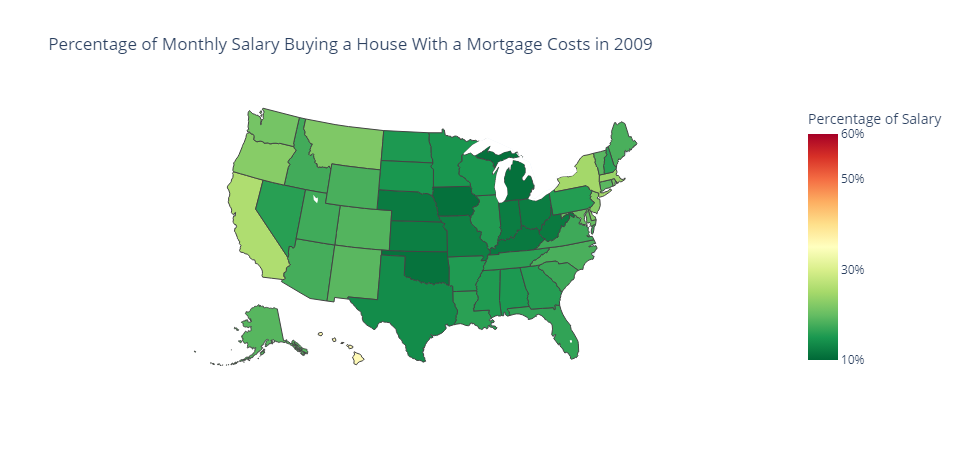 Percentage of Monthly Salary Buying a House With a Mortgage Costs in 2009
Percentage of Salary
60%
50%
30%
10%